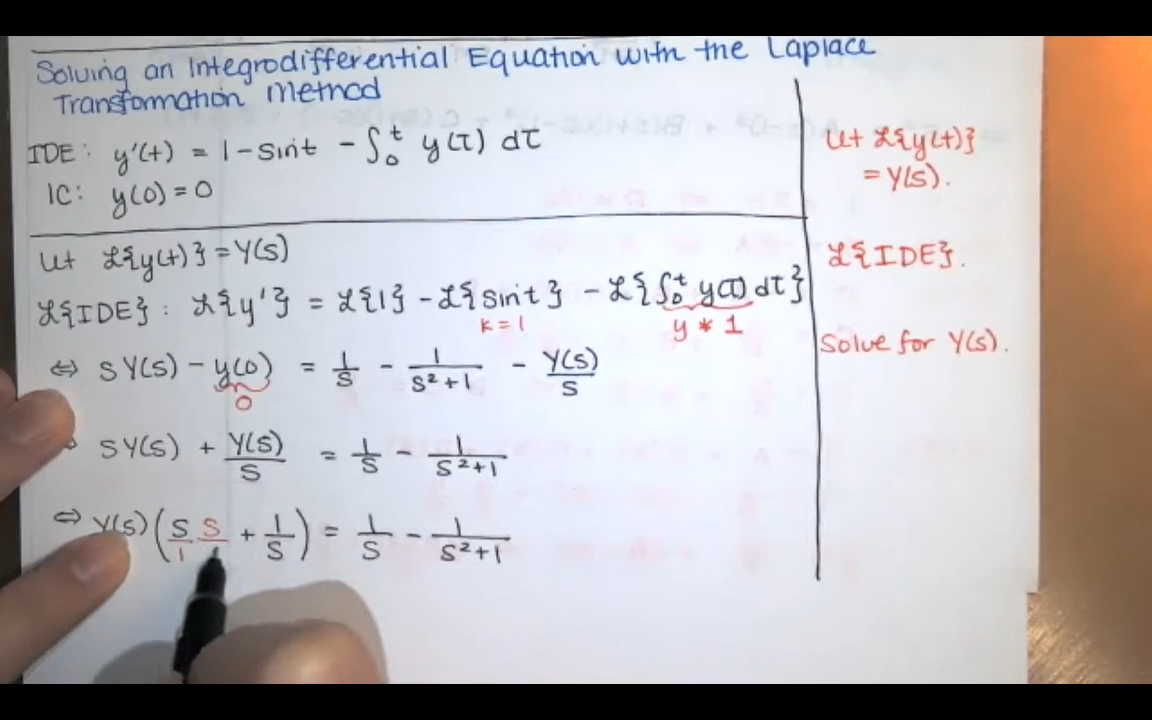 Solving an Integrodifferential Equation with the Laplace
Transformation Method
IDE: y'(t) = 1 - sint - ∫₀ᵗ y(τ) dτ
IC: y(0) = 0
Let ℒ{y(t)} = Y(s)
ℒ{IDE}: ℒ{y'} = ℒ{1} - ℒ{sint} - ℒ{∫₀ᵗ y(τ) dτ}
k=1 y * 1
⇔ sY(s) - y(0) = 1/s - 1/(s²+1) - Y(s)/s
0
sY(s) + Y(s)/s = 1/s - 1/(s²+1)
⇔ Y(s)(s/1 s + 1/s) = 1/s - 1/(s²+1)
Let ℒ{y(t)}
= Y(s).
ℒ{IDE}.
Solve for Y(s).